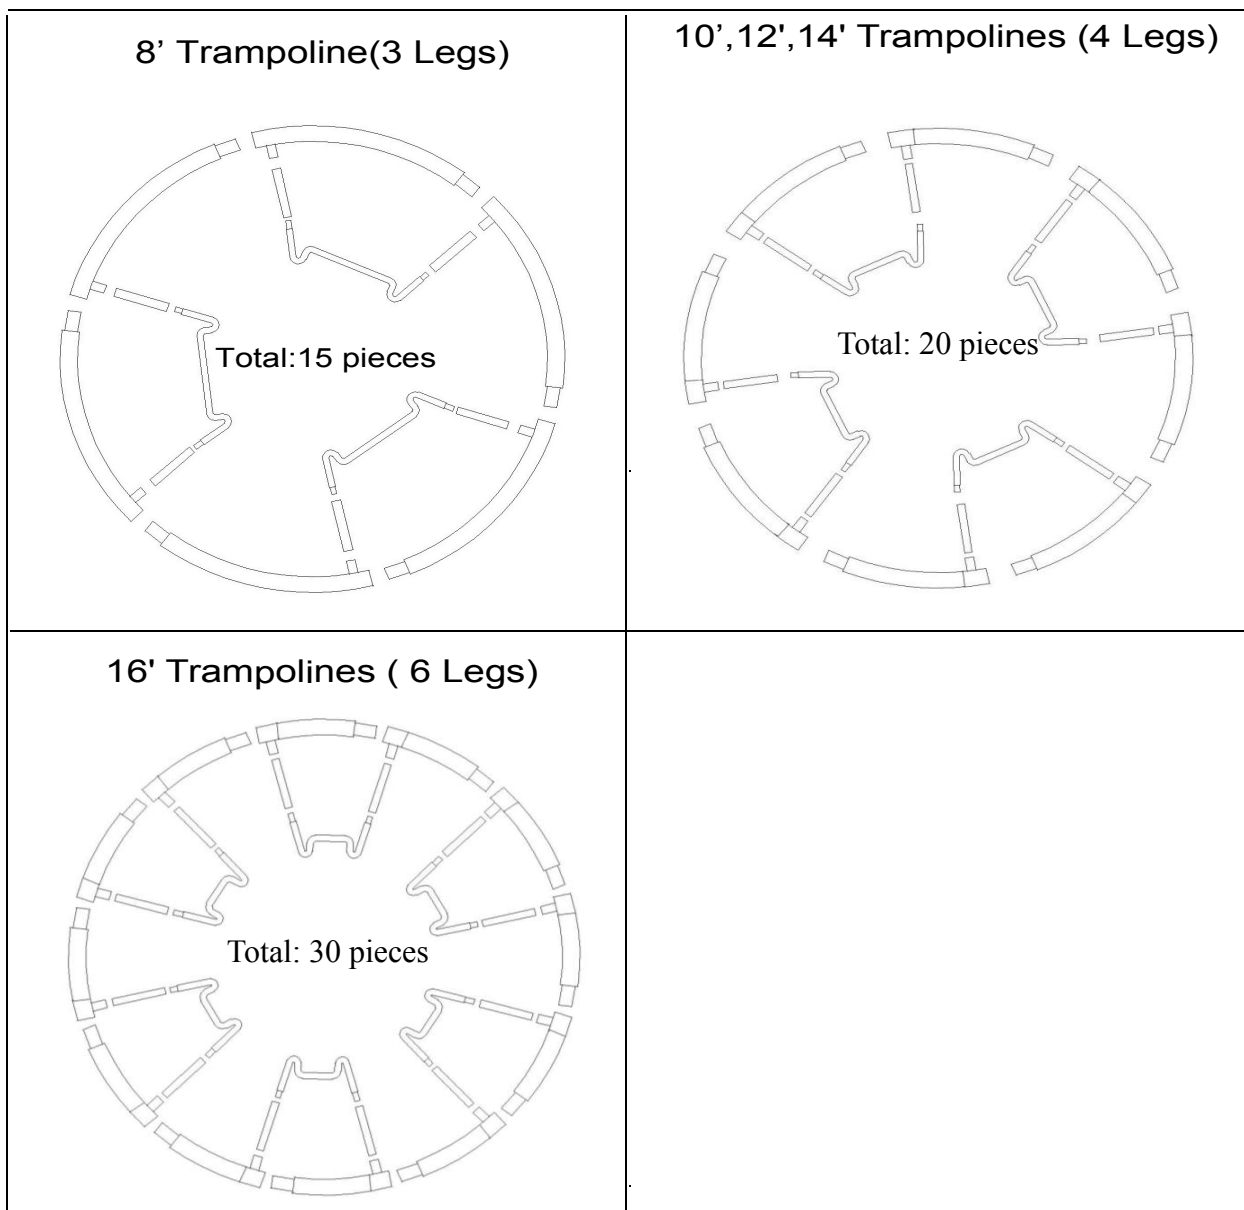 8’ Trampoline(3 Legs)
Total:15 pieces
10’,12',14' Trampolines (4 Legs)
Total: 20 pieces
16' Trampolines ( 6 Legs)
Total: 30 pieces